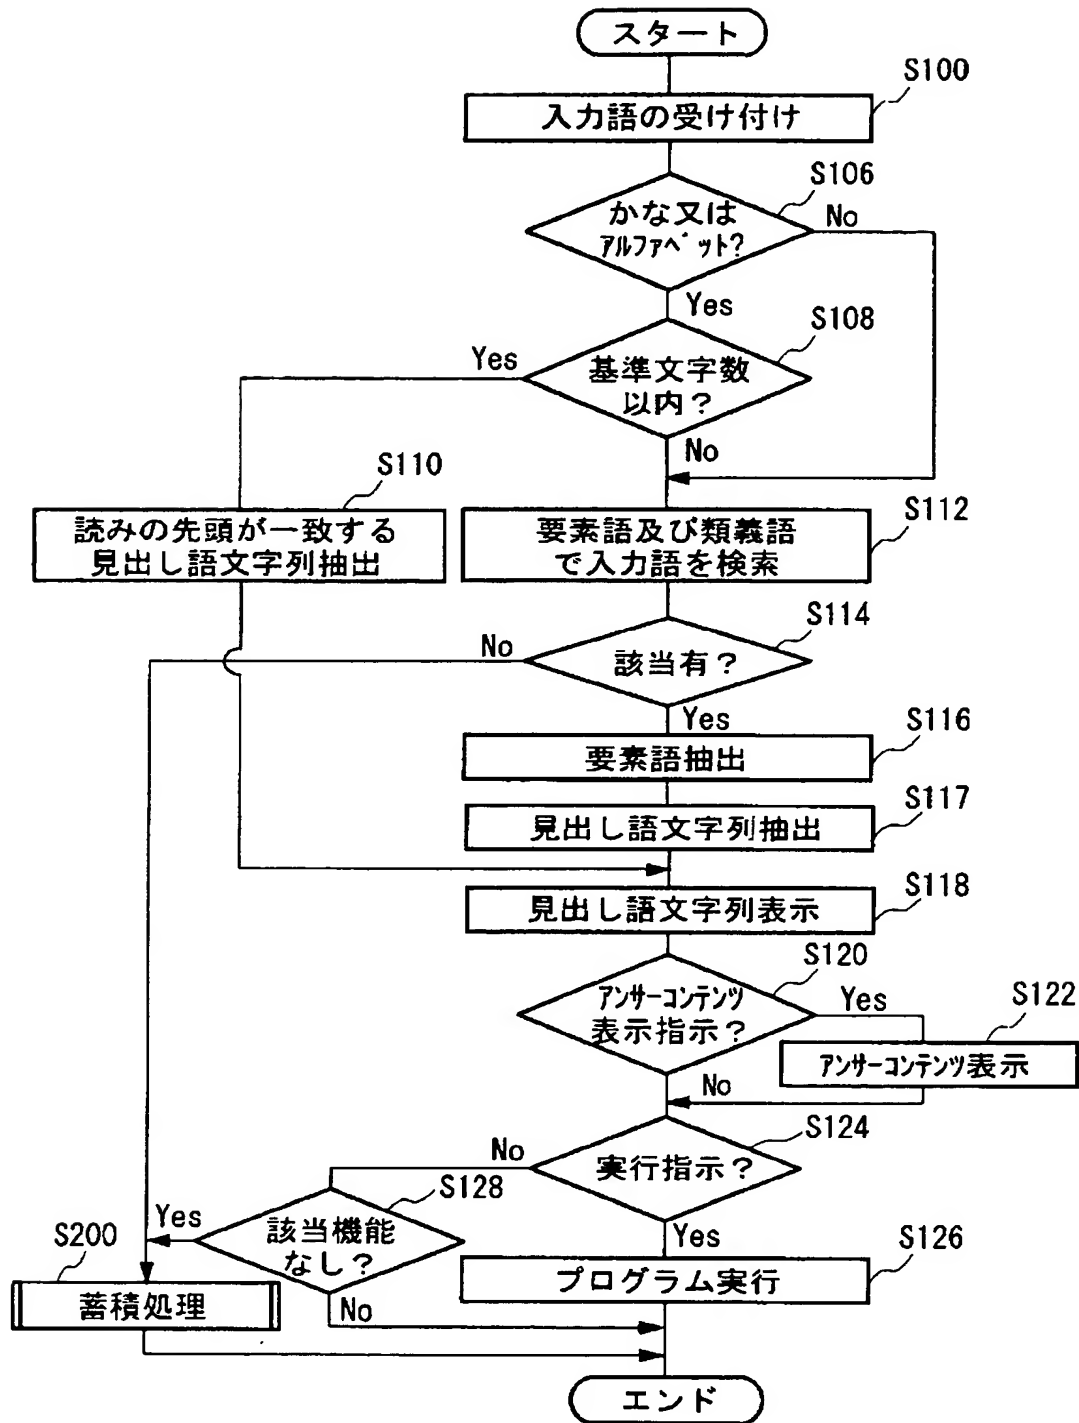 スタート
S100
入力語の受け付け
S106
かな又は
アルファベット?
No
Yes
S108
Yes
基準文字数
以内?
No
S110
読みの先頭が一致する
見出し語文字列抽出
S112
要素語及び類義語
で入力語を検索
S114
No
該当有?
Yes
S116
要素語抽出
S117
見出し語文字列抽出
S118
見出し語文字列表示
S120
アンサーコンテンツ
表示指示?
Yes
S122
アンサーコンテンツ表示
No
S124
No
実行指示?
S128
Yes
該当機能
なし?
Yes
S200
S126
蓄積処理
プログラム実行
No
エンド